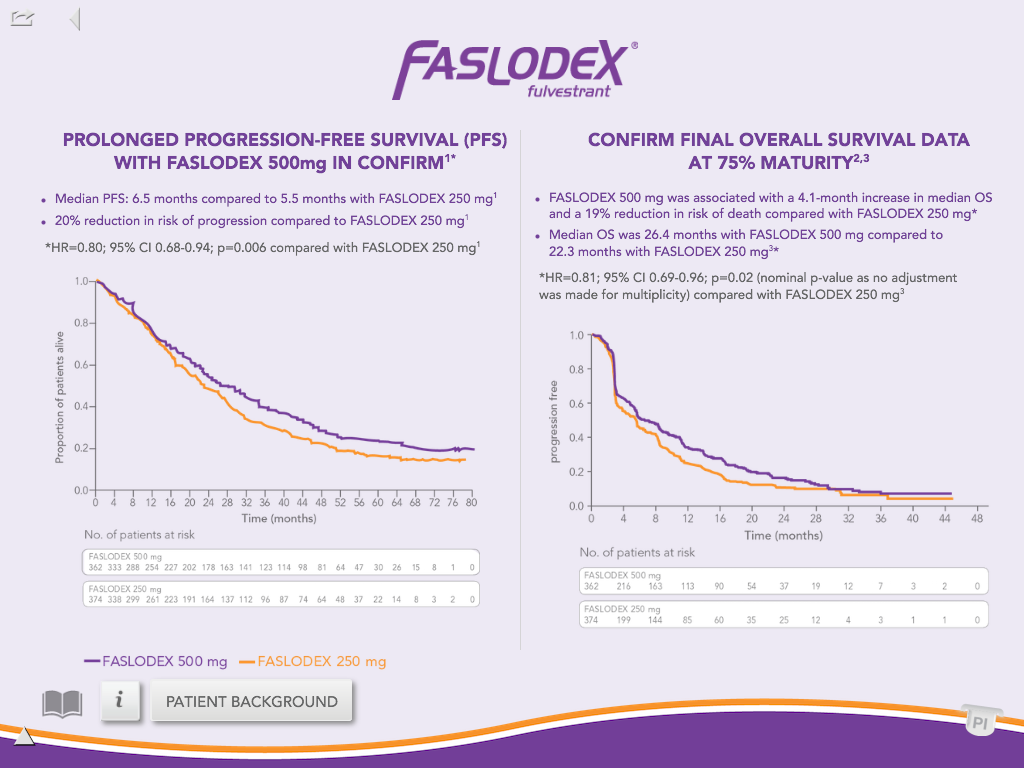 FASLODEX®
fulvestrant
PROLONGED PROGRESSION-FREE SURVIVAL (PFS)
WITH FASLODEX 500mg IN CONFIRM1*
• Median PFS: 6.5 months compared to 5.5 months with FASLODEX 250 mg1
• 20% reduction in risk of progression compared to FASLODEX 250 mg1
*HR=0.80; 95% CI 0.68-0.94; p=0.006 compared with FASLODEX 250 mg1
Proportion of patients alive
1.0
0.8
0.6
0.4
0.2
0.0
0 4 8 12 16 20 24 28 32 36 40 44 48 52 56 60 64 68 72 76 80
Time (months)
No. of patients at risk
FASLODEX 500 mg
362 333 288 254 227 202 178 163 141 123 114 98 81 64 47 30 26 15 8 1 0
FASLODEX 250 mg
374 338 299 261 223 191 164 137 112 96 87 74 64 48 37 22 14 8 3 2 0
FASLODEX 500 mg FASLODEX 250 mg
i PATIENT BACKGROUND
CONFIRM FINAL OVERALL SURVIVAL DATA
AT 75% MATURITY2,3
• FASLODEX 500 mg was associated with a 4.1-month increase in median OS
and a 19% reduction in risk of death compared with FASLODEX 250 mg*
• Median OS was 26.4 months with FASLODEX 500 mg compared to
22.3 months with FASLODEX 250 mg3*
*HR=0.81; 95% CI 0.69-0.96; p=0.02 (nominal p-value as no adjustment
was made for multiplicity) compared with FASLODEX 250 mg3
progression free
1.0
0.8
0.6
0.4
0.2
0.0
0 4 8 12 16 20 24 28 32 36 40 44 48
Time (months)
No. of patients at risk
FASLODEX 500 mg
362 216 163 113 90 54 37 19 12 7 3 2 0
FASLODEX 250 mg
374 199 144 85 60 35 25 12 4 3 1 1 0
PI